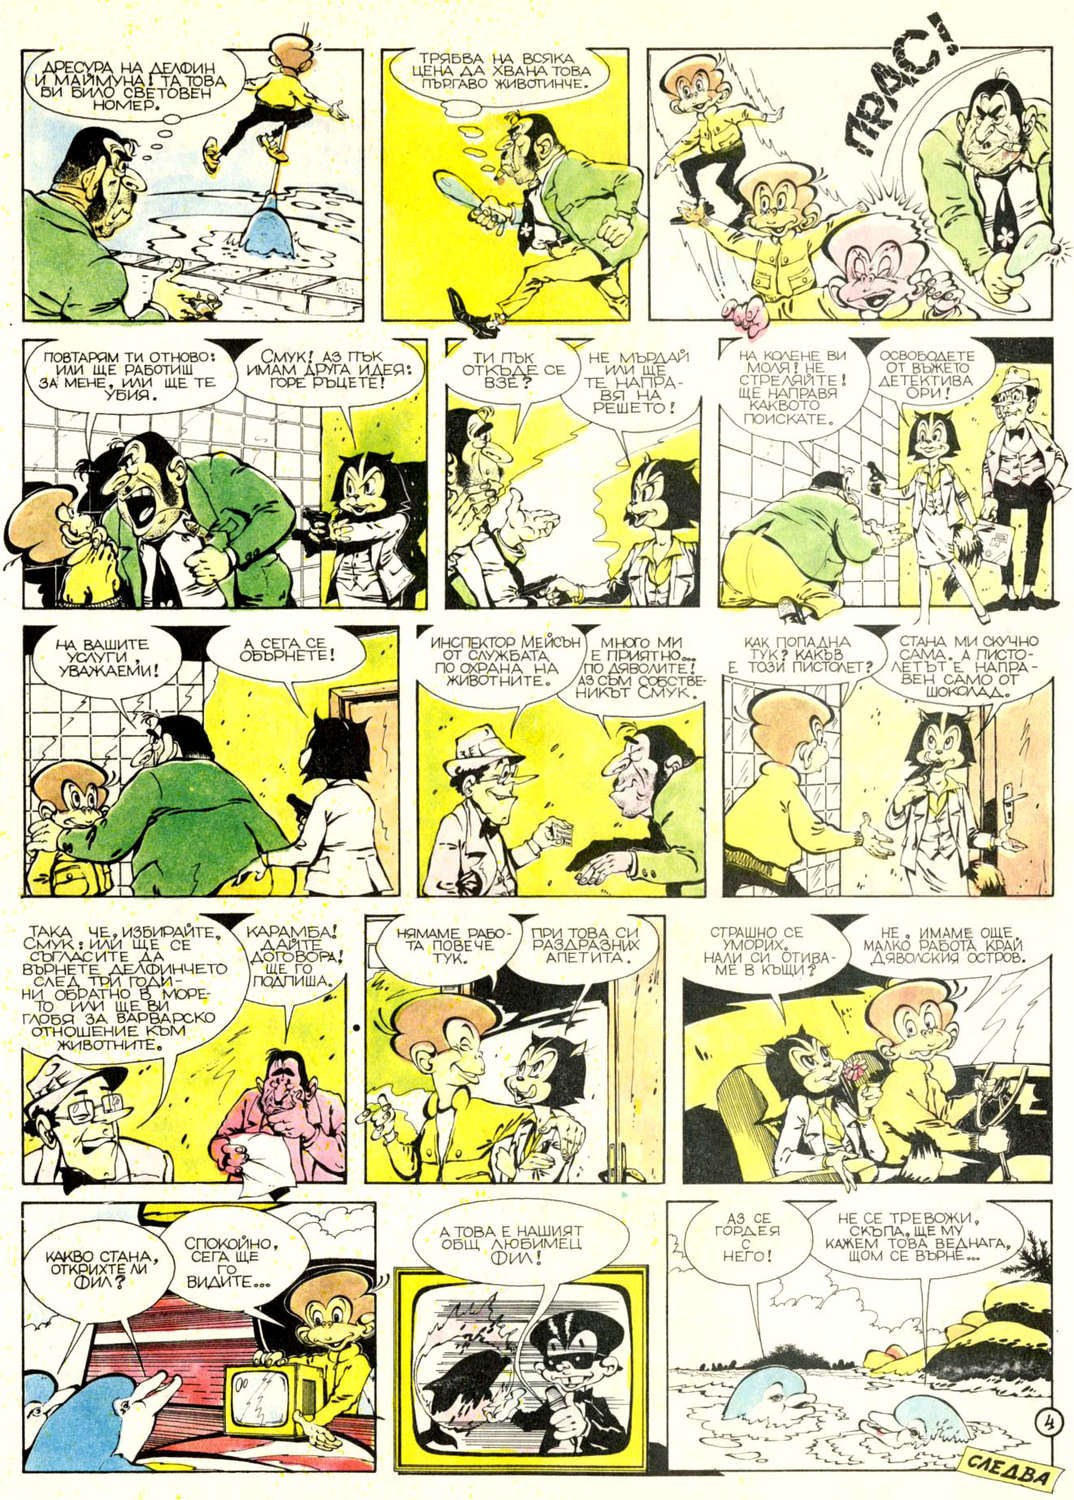 ДРЕСУРА НА ДЕЛФИН
И МАЙМУНА! ТА ТОВА
БИ БИЛО СВЕТОВЕН
НОМЕР.
ТРЯБВА НА ВСЯКА
ЦЕНА ДА ХВАНА ТОВА
ПЪРГАВО ЖИВОТИНЧЕ.
ПРАС!
ПОВТАРЯМ ТИ ОТНОВО:
ИЛИ ЩЕ РАБОТИШ
ЗА МЕНЕ, ИЛИ ЩЕ ТЕ
УБИЯ.
СМУК! АЗ ПЪК
ИМАМ ДРУГА ИДЕЯ:
ГОРЕ РЪЦЕТЕ!
ТИ ПЪК
ОТКЪДЕ СЕ
ВЗЕ?
НЕ МЪРДАЙ
ИЛИ ЩЕ
ТЕ НАПРА-
ВЯ НА
РЕШЕТО!
НА КОЛЕНЕ ВИ
МОЛЯ! НЕ
СТРЕЛЯЙТЕ!
ЩЕ НАПРАВЯ
КАКВОТО
ПОИСКАТЕ.
ОСВОБОДЕТЕ
ОТ ВЪЖЕТО
ДЕТЕКТИВА
ОРИ!
НА ВАШИТЕ
УСЛУГИ,
УВАЖАЕМИ!
А СЕГА СЕ
ОБЪРНЕТЕ!
ИНСПЕКТОР МЕЙСЪН
ОТ СЛУЖБАТА
ПО ОХРАНА НА
ЖИВОТНИТЕ.
МНОГО МИ
Е ПРИЯТНО...
ПО ДЯВОЛИТЕ!
АЗ СЪМ СОБСТВЕ-
НИКЪТ СМУК.
КАК ПОПАДНА
ТУК? КАКЪВ
Е ТОЗИ ПИСТОЛЕТ?
СТАНА МИ СКУЧНО
САМА. А ПИСТО-
ЛЕТЪТ Е НАПРА-
ВЕН САМО ОТ
ШОКОЛАД.
ТАКА ЧЕ, ИЗБИРАЙТЕ,
СМУК: ИЛИ ЩЕ СЕ
СЪГЛАСИТЕ ДА
ВЪРНЕТЕ ДЕЛФИНЧЕТО
СЛЕД ТРИ ГОДИ-
НИ ОБРАТНО В МОРЕ-
ТО ИЛИ ЩЕ ВИ
ГЛОБЯ ЗА ВАРВАРСКО
ОТНОШЕНИЕ КЪМ
ЖИВОТНИТЕ.
КАРАМБА!
ДАЙТЕ
ДОГОВОРА!
ЩЕ ГО
ПОДПИША.
НЯМАМЕ РАБО-
ТА ПОВЕЧЕ
ТУК.
ПРИ ТОВА СИ
РАЗДРАЗНИХ
АПЕТИТА.
СТРАШНО СЕ
УМОРИХ.
НАЛИ СИ ОТИВА-
МЕ В КЪЩИ?
НЕ, ИМАМЕ ОЩЕ
МАЛКО РАБОТА КРАЙ
ДЯВОЛСКИЯ ОСТРОВ.
КАКВО СТАНА,
ОТКРИХТЕ ЛИ
ФИЛ?
СПОКОЙНО,
СЕГА ЩЕ
ГО
ВИДИТЕ...
А ТОВА Е НАШИЯТ
ОБЩ ЛЮБИМЕЦ
ФИЛ!
АЗ СЕ
ГОРДЕЯ
С
НЕГО!
НЕ СЕ ТРЕВОЖИ,
СКЪПА, ЩЕ МУ
КАЖЕМ ТОВА ВЕДНАГА,
ЩОМ СЕ ВЪРНЕ...
4
СЛЕДВА